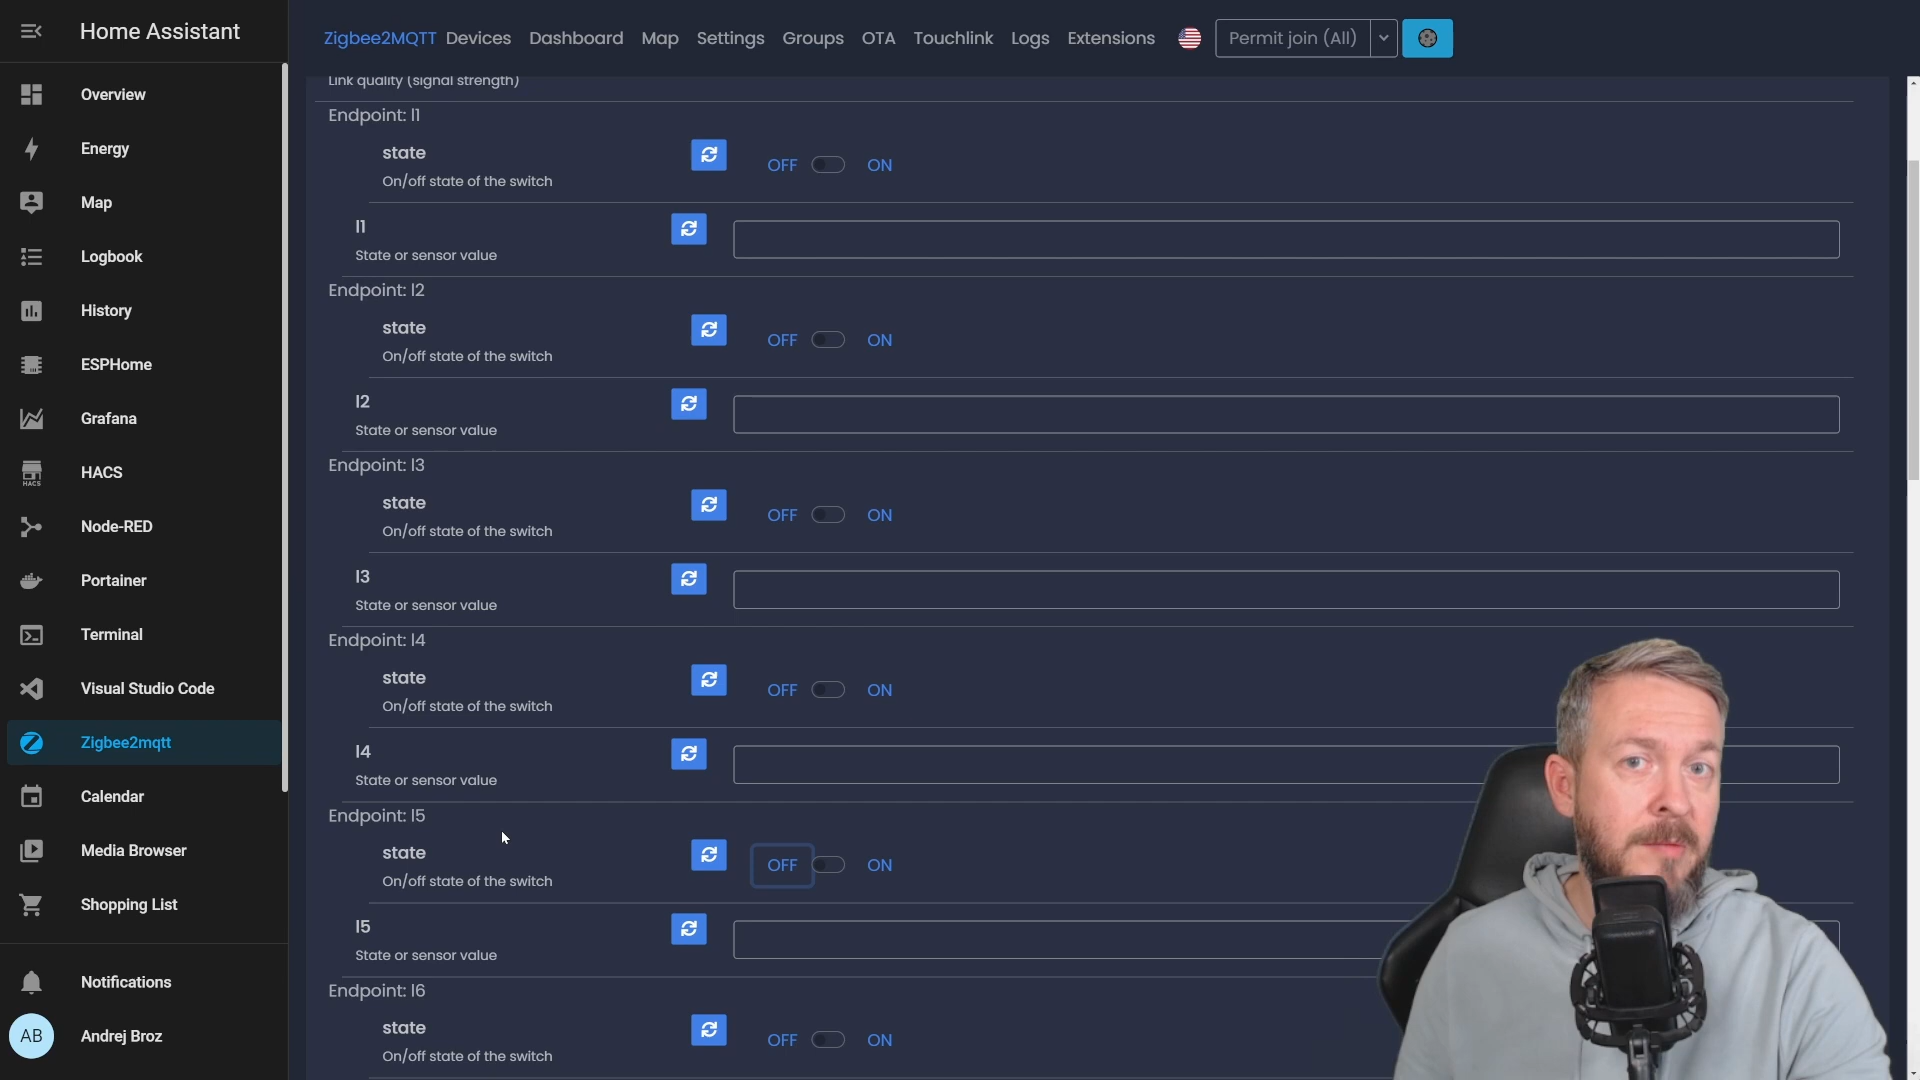 Home Assistant
Zigbee2MQTT Devices Dashboard Map Settings Groups OTA Touchlink Logs Extensions Permit join (All)
Overview
Energy
Map
Logbook
History
ESPHome
Grafana
HACS
HACS
Node-RED
Portainer
Terminal
Visual Studio Code
Zigbee2mqtt
Calendar
Media Browser
Shopping List
Notifications
AB Andrej Broz
Link quality (signal strength)
Endpoint: l1
state OFF ON
On/off state of the switch
l1
State or sensor value
Endpoint: l2
state OFF ON
On/off state of the switch
l2
State or sensor value
Endpoint: l3
state OFF ON
On/off state of the switch
l3
State or sensor value
Endpoint: l4
state OFF ON
On/off state of the switch
l4
State or sensor value
Endpoint: l5
state OFF ON
On/off state of the switch
l5
State or sensor value
Endpoint: l6
state OFF ON
On/off state of the switch